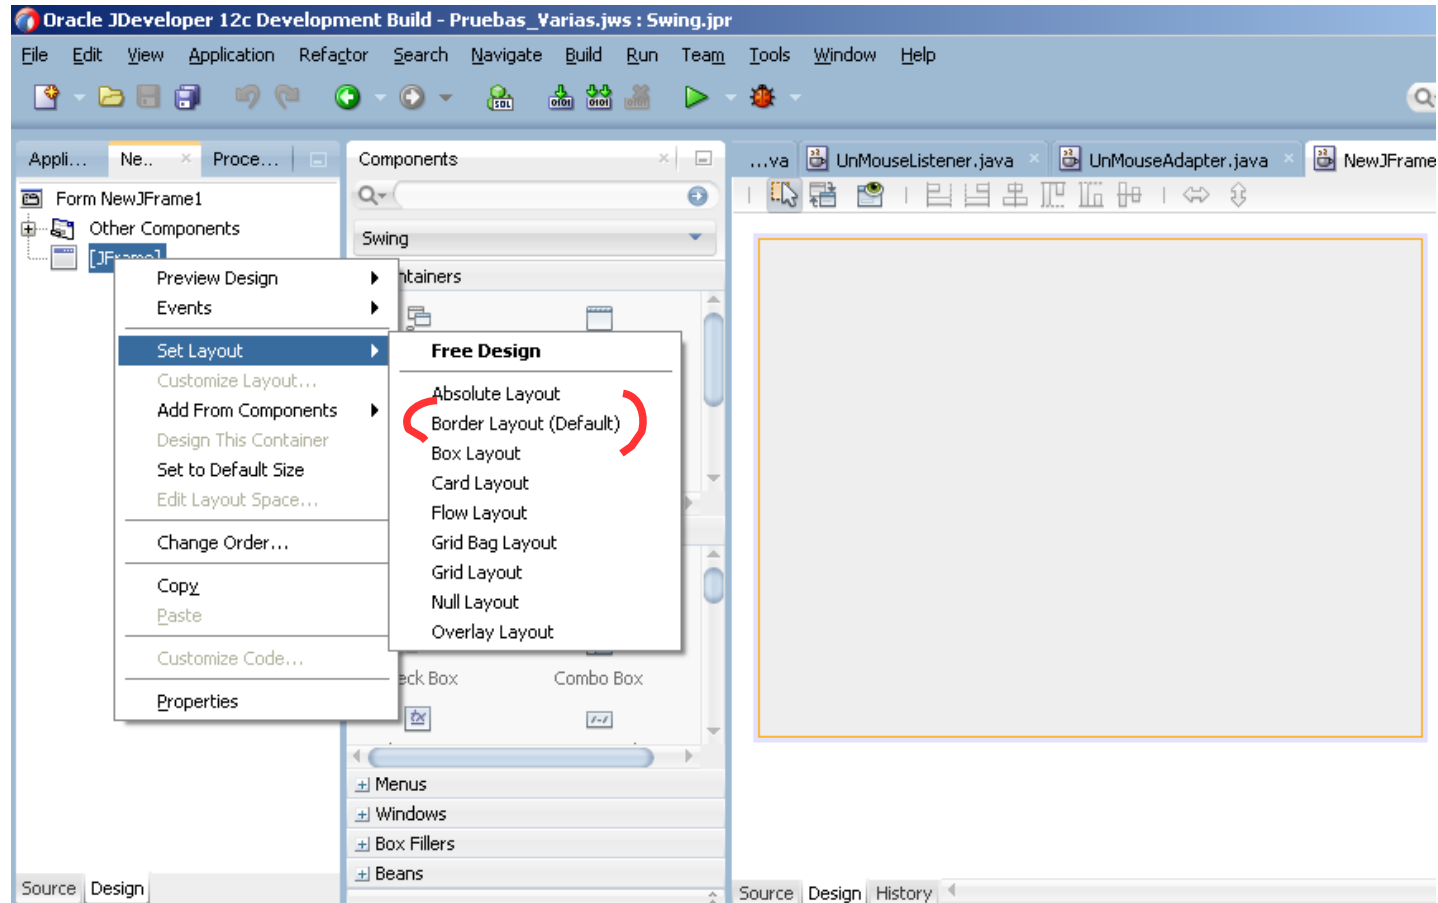 Oracle JDeveloper 12c Development Build - Pruebas_Varias.jws : Swing.jpr
File Edit View Application Refactor Search Navigate Build Run Team Tools Window Help
Appli... Ne.. Proce...
Form NewJFrame1
Other Components
[JFrame]
Preview Design
Events
Set Layout
Customize Layout...
Add From Components
Design This Container
Set to Default Size
Edit Layout Space...
Change Order...
Copy
Paste
Customize Code...
Properties
Source Design
Components
Swing
ntainers
Free Design
Absolute Layout
Border Layout (Default)
Box Layout
Card Layout
Flow Layout
Grid Bag Layout
Grid Layout
Null Layout
Overlay Layout
eck Box Combo Box
Menus
Windows
Box Fillers
Beans
...va UnMouseListener.java UnMouseAdapter.java NewJFrame
Source Design History